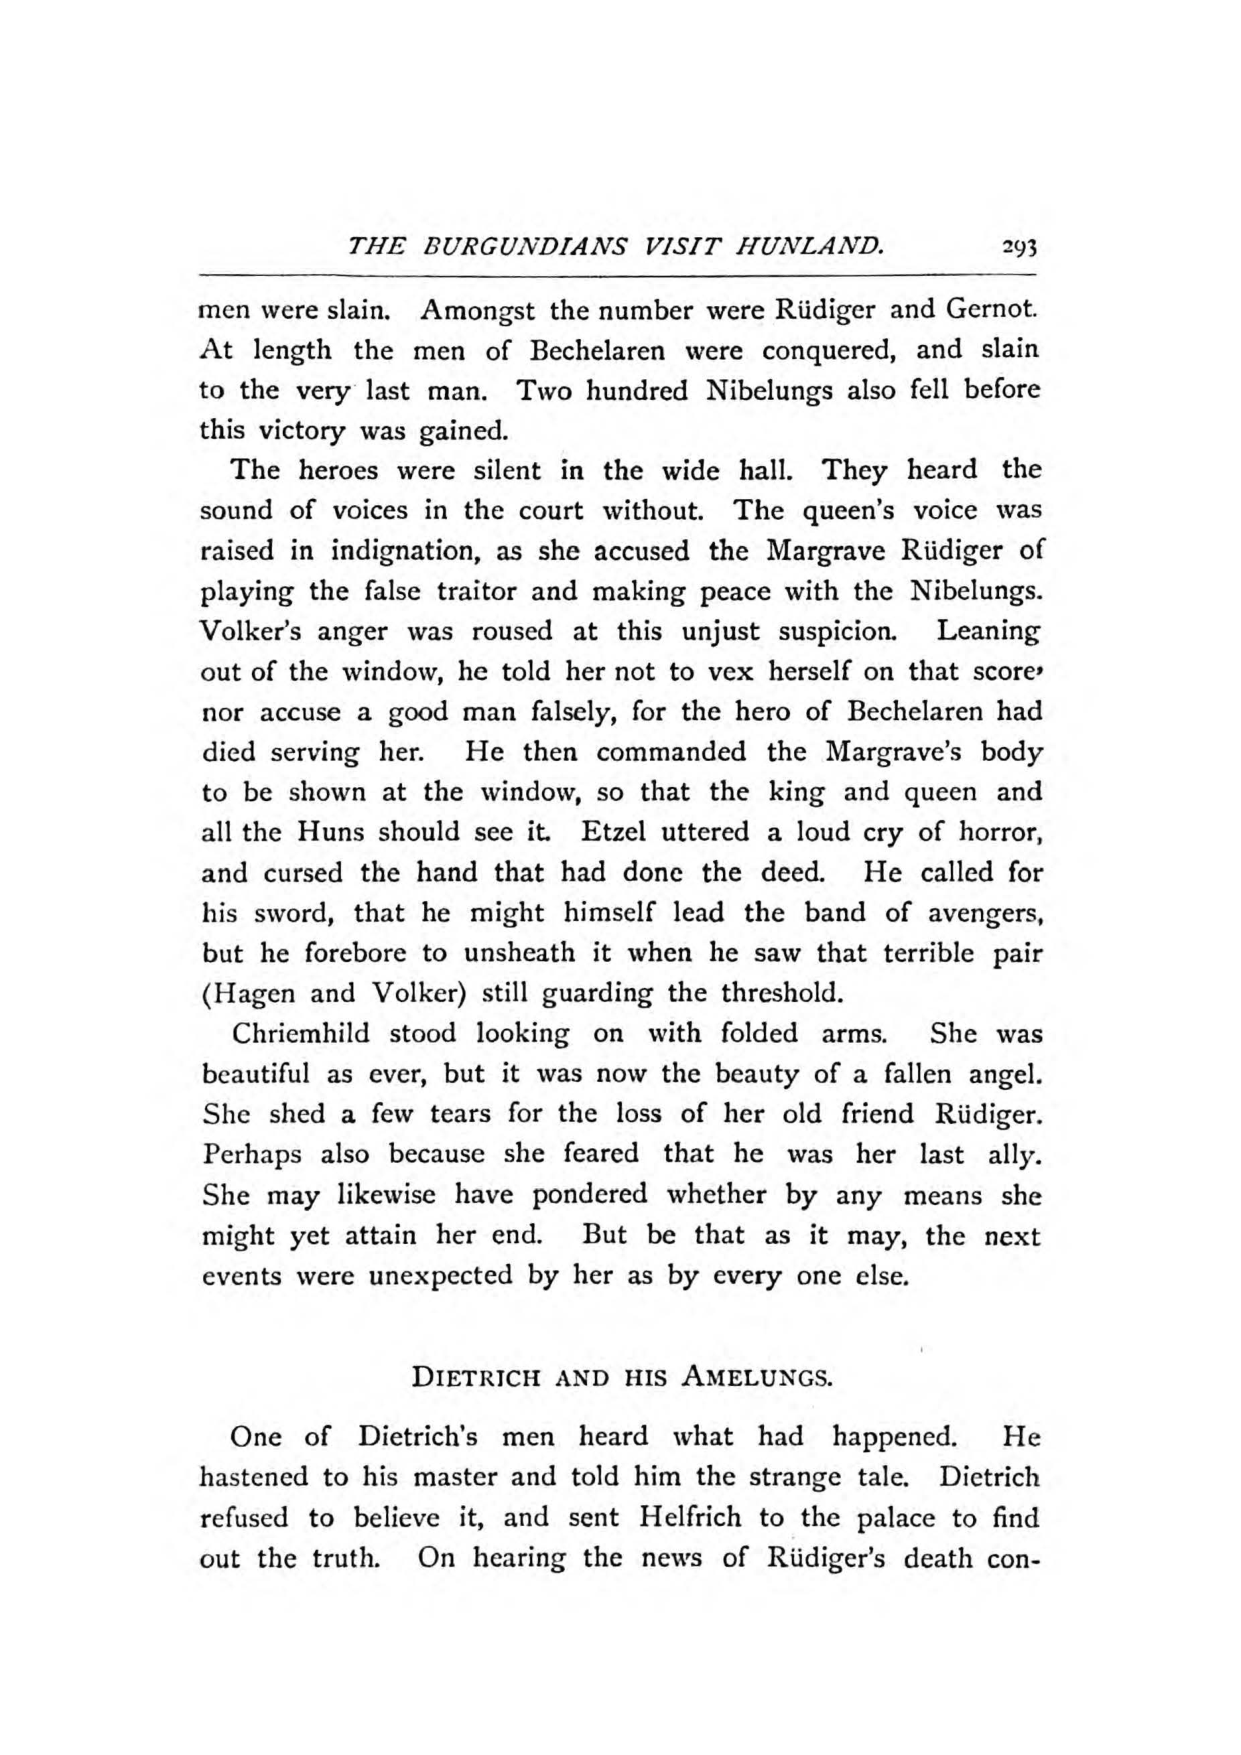 THE BURGUNDIANS VISIT HUNLAND. 293
men were slain. Amongst the number were Rüdiger and Gernot.
At length the men of Bechelaren were conquered, and slain
to the very last man. Two hundred Nibelungs also fell before
this victory was gained.
The heroes were silent in the wide hall. They heard the
sound of voices in the court without. The queen's voice was
raised in indignation, as she accused the Margrave Rüdiger of
playing the false traitor and making peace with the Nibelungs.
Volker's anger was roused at this unjust suspicion. Leaning
out of the window, he told her not to vex herself on that score,
nor accuse a good man falsely, for the hero of Bechelaren had
died serving her. He then commanded the Margrave's body
to be shown at the window, so that the king and queen and
all the Huns should see it. Etzel uttered a loud cry of horror,
and cursed the hand that had done the deed. He called for
his sword, that he might himself lead the band of avengers,
but he forebore to unsheath it when he saw that terrible pair
(Hagen and Volker) still guarding the threshold.
Chriemhild stood looking on with folded arms. She was
beautiful as ever, but it was now the beauty of a fallen angel.
She shed a few tears for the loss of her old friend Rüdiger.
Perhaps also because she feared that he was her last ally.
She may likewise have pondered whether by any means she
might yet attain her end. But be that as it may, the next
events were unexpected by her as by every one else.
DIETRICH AND HIS AMELUNGS.
One of Dietrich's men heard what had happened. He
hastened to his master and told him the strange tale. Dietrich
refused to believe it, and sent Helfrich to the palace to find
out the truth. On hearing the news of Rüdiger's death con-